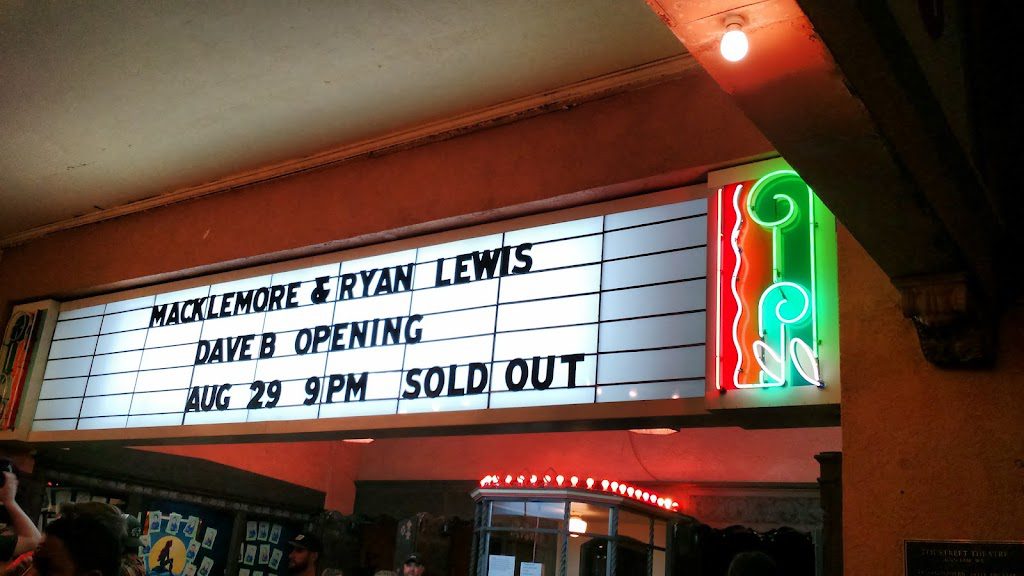 MACKLEMORE & RYAN LEWIS
DAVE B OPENING
AUG 29 9PM SOLD OUT